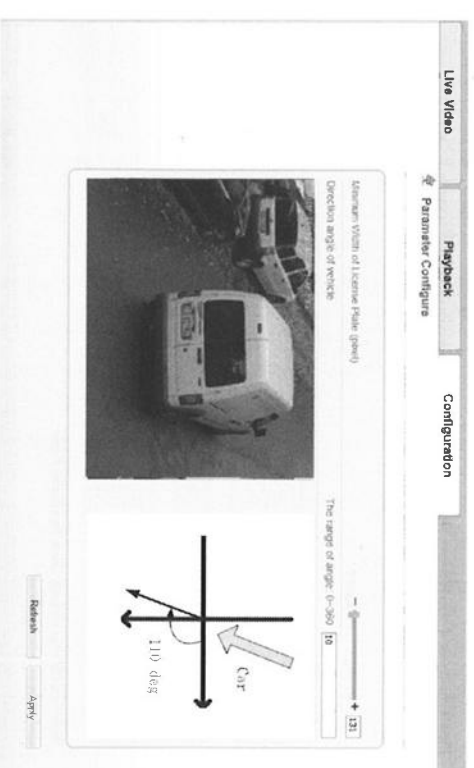 Live Video
Playback
Configuration
Parameter Configure
Minimum Width of License Plate (pixel)
− + 131
Direction angle of vehicle
The range of angle 0~360 10
Car
110 deg
Refresh
Apply